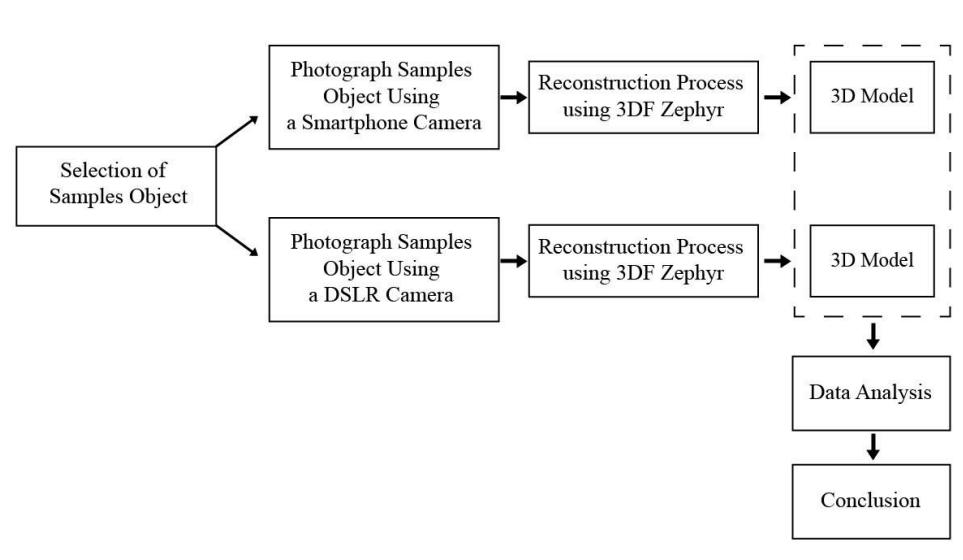 Selection of
Samples Object
Photograph Samples
Object Using
a Smartphone Camera
Reconstruction Process
using 3DF Zephyr
3D Model
Photograph Samples
Object Using
a DSLR Camera
Reconstruction Process
using 3DF Zephyr
3D Model
Data Analysis
Conclusion